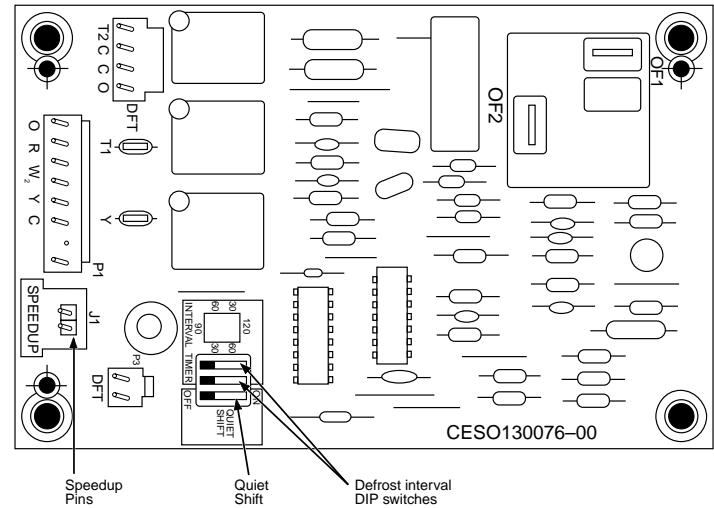 T2 C C O
DFT
O R W2 Y C
T1
Y
P1
OF1
OF2
SPEEDUP
J1
P3
DFT
INTERVAL TIMER
60 30
90 120
30 60
OFF
ON
QUIET
SHIFT
CESO130076–00
Speedup
Pins
Quiet
Shift
Defrost interval
DIP switches